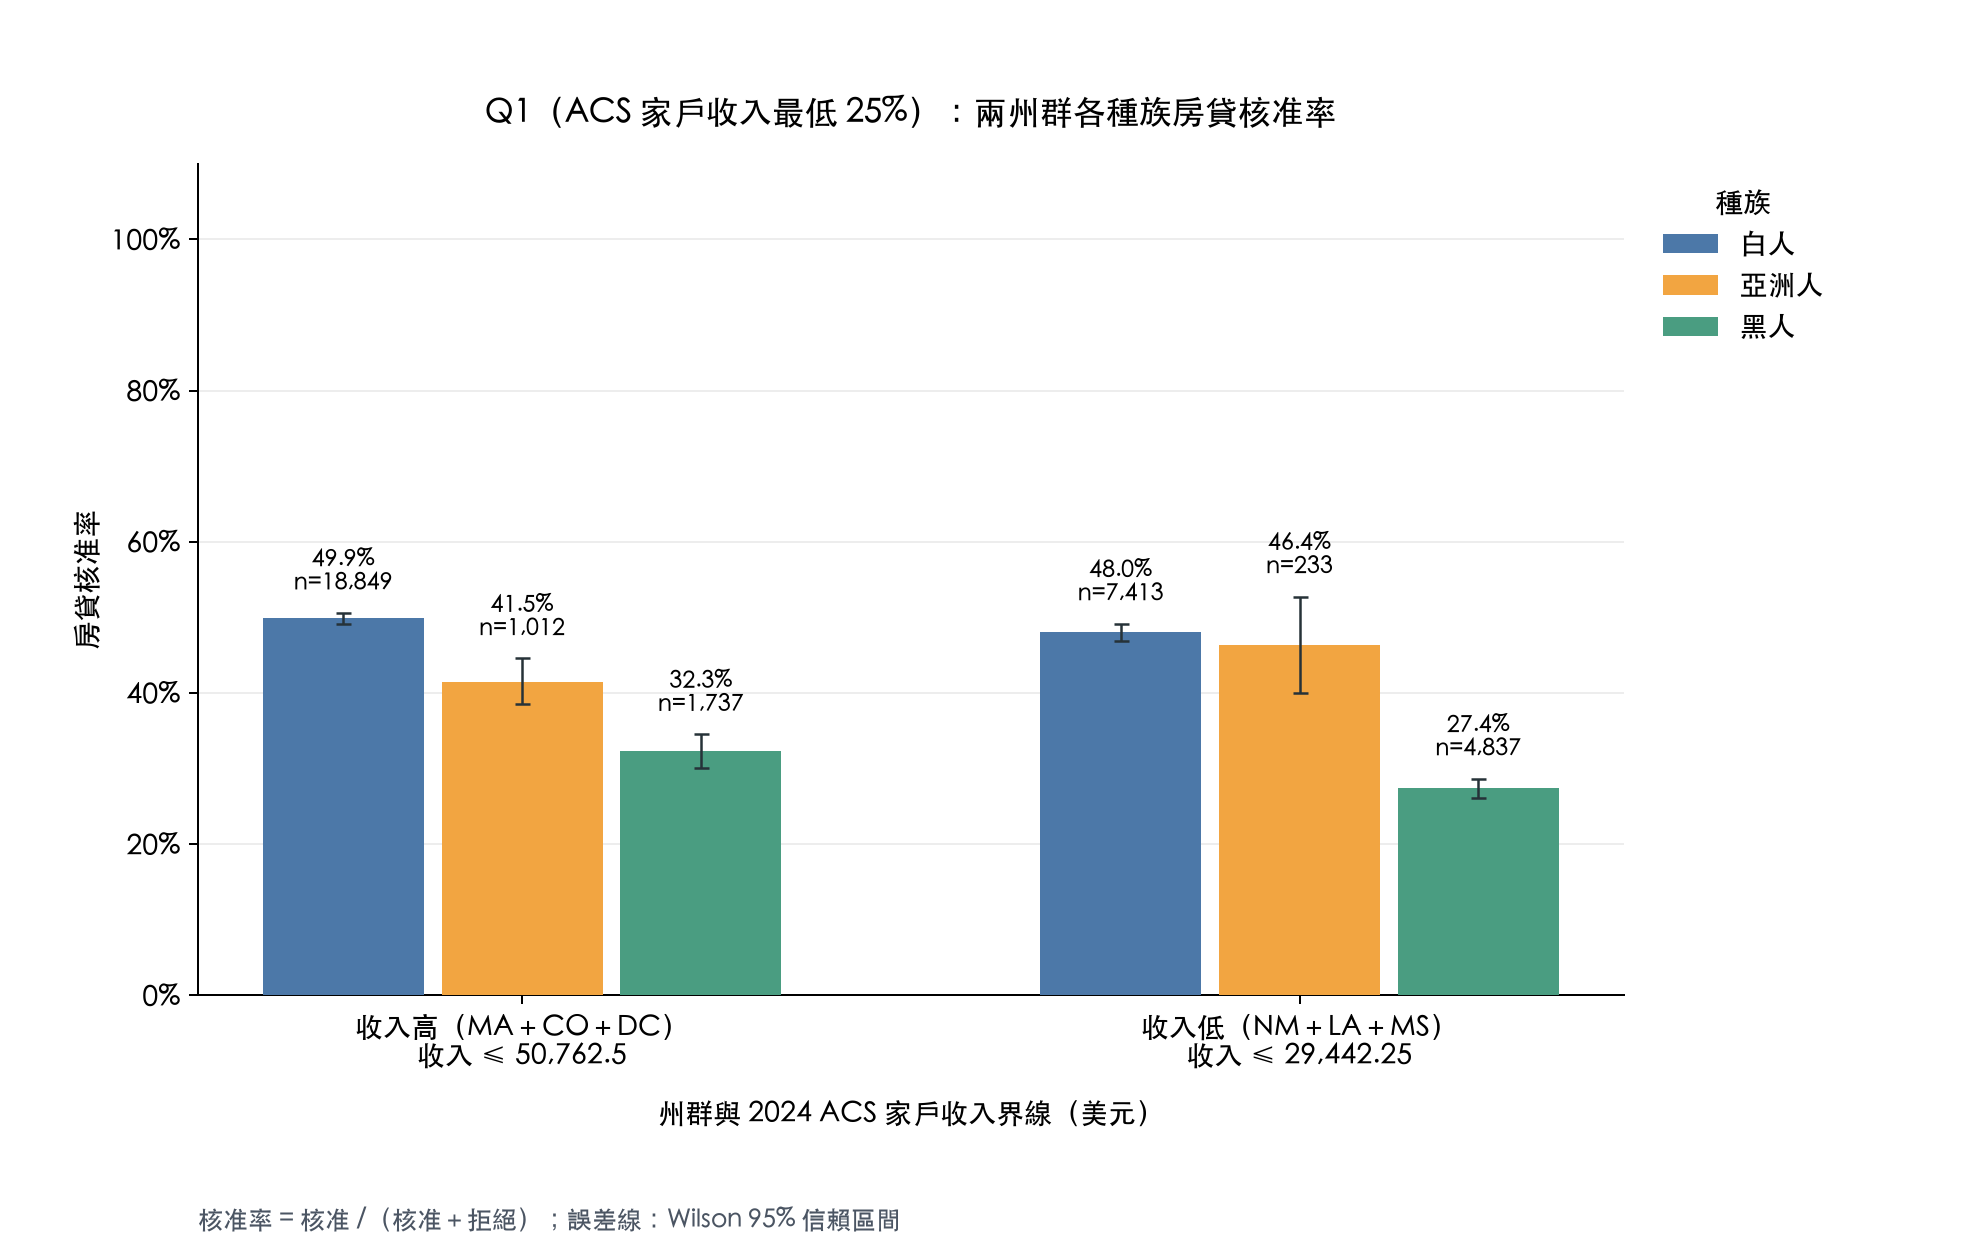 Q1（ACS 家戶收入最低 25%）：兩州群各種族房貸核准率
種族
白人
亞洲人
黑人
房貸核准率
100%
80%
60%
40%
20%
0%
49.9%
n=18,849
41.5%
n=1,012
32.3%
n=1,737
48.0%
n=7,413
46.4%
n=233
27.4%
n=4,837
收入高（MA + CO + DC）
收入 ≤ 50,762.5
收入低（NM + LA + MS）
收入 ≤ 29,442.25
州群與 2024 ACS 家戶收入界線（美元）
核准率 = 核准 /（核准 + 拒絕）；誤差線：Wilson 95% 信賴區間